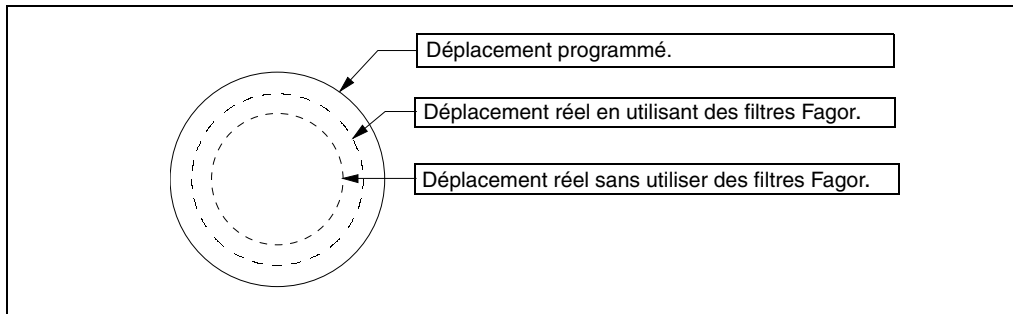 Déplacement programmé.
Déplacement réel en utilisant des filtres Fagor.
Déplacement réel sans utiliser des filtres Fagor.